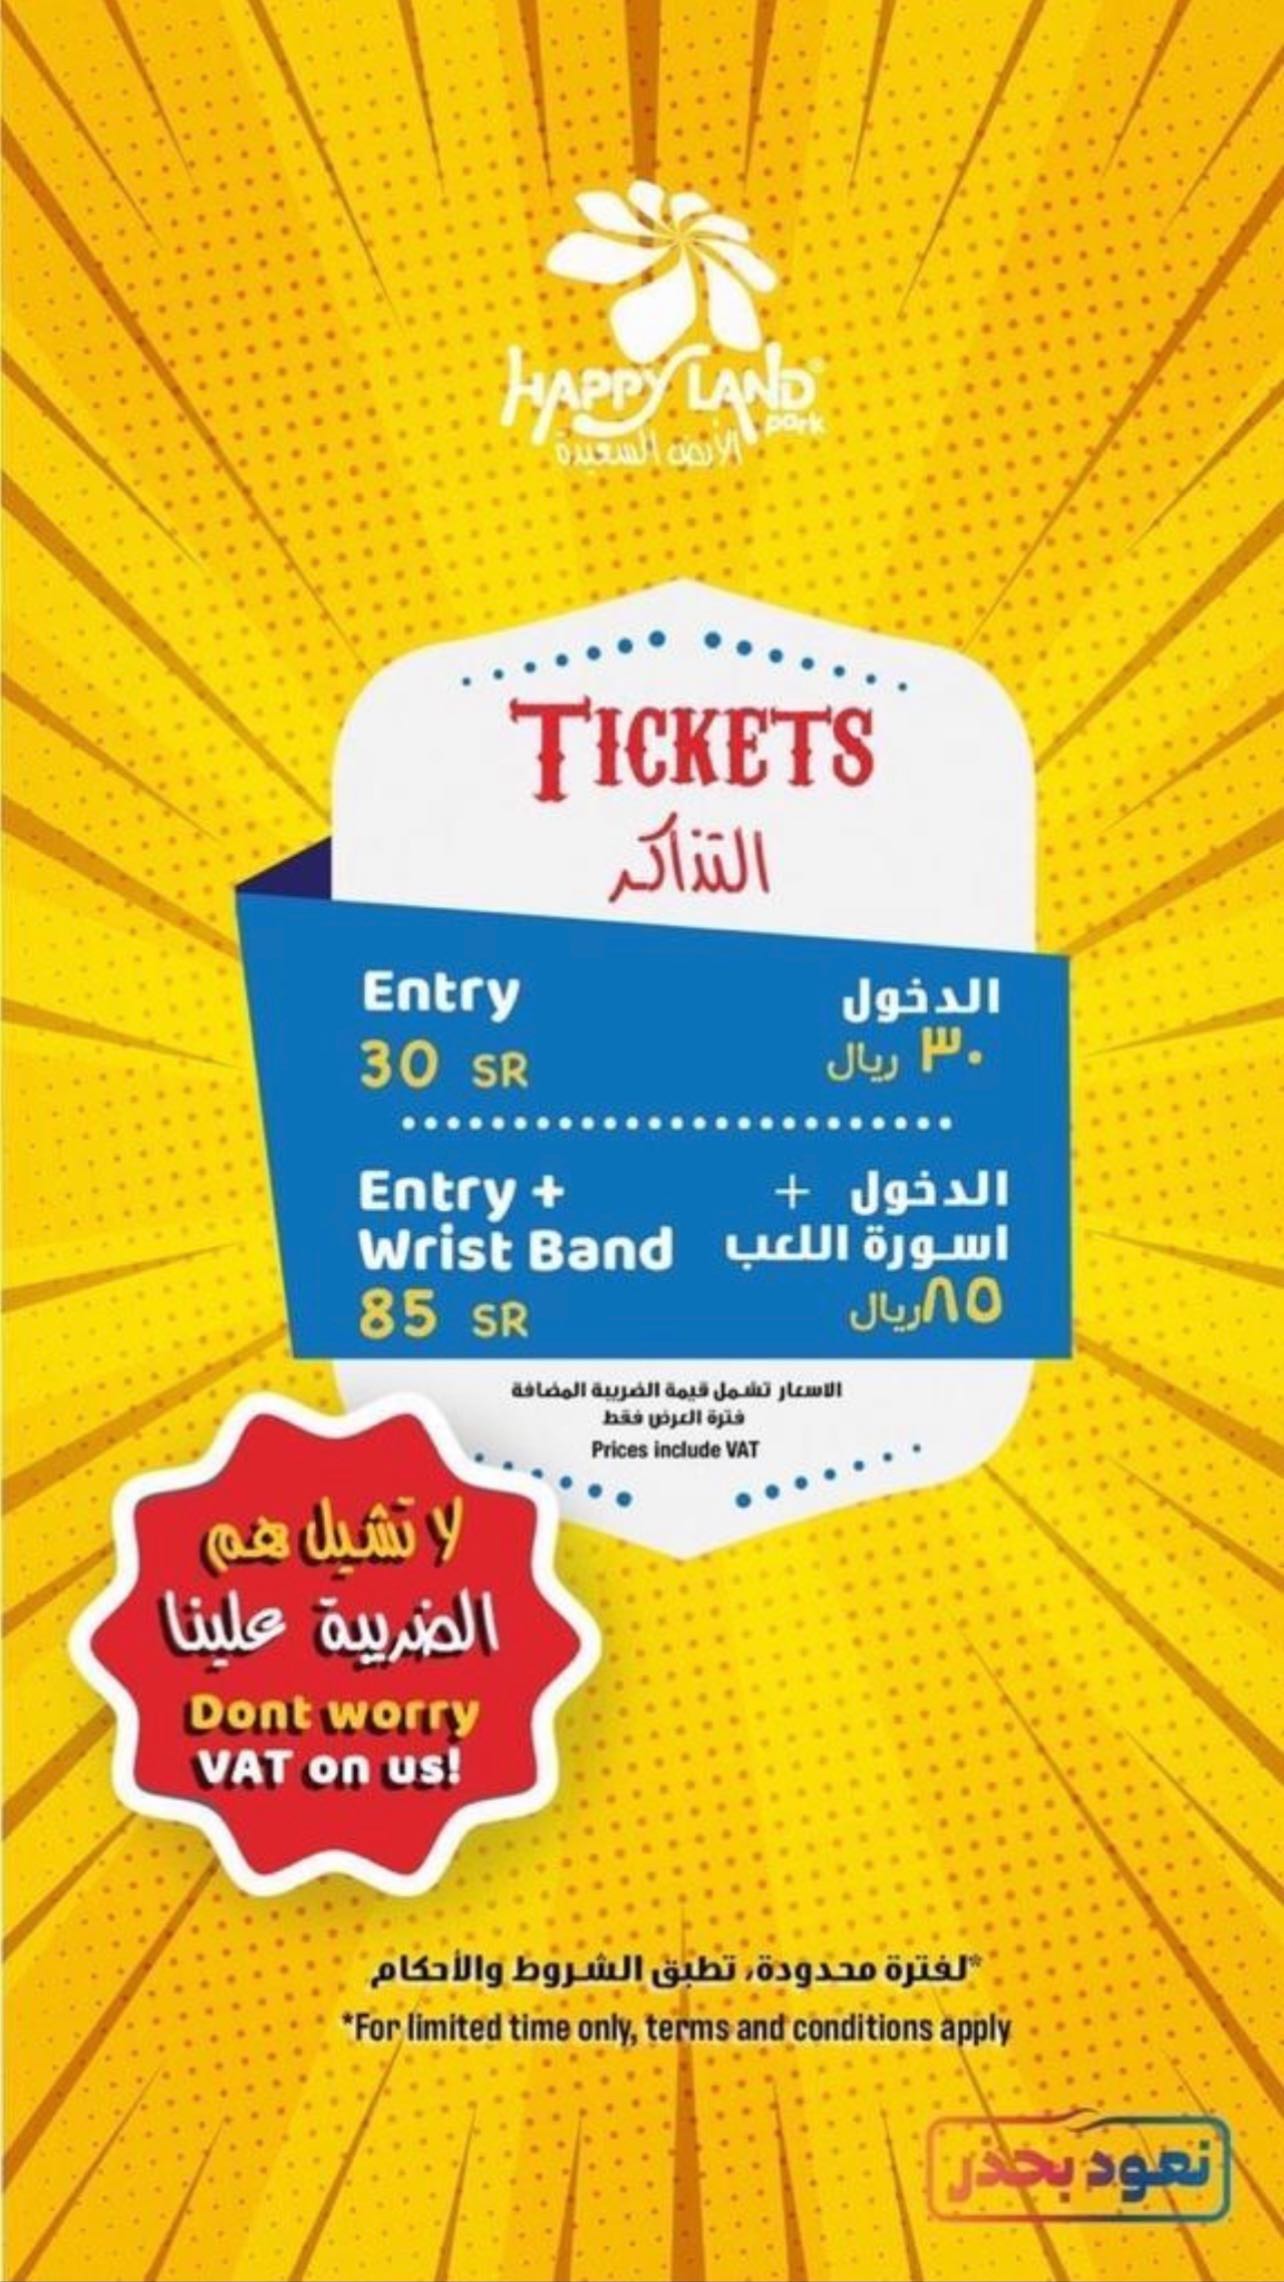 HAPPY LAND
park
الأرض السعيدة
TICKETS
التذاكر
Entry
30 SR
الدخول
٣٠ ريال
Entry +
Wrist Band
85 SR
الدخول +
اسورة اللعب
٨٥ ريال
الاسعار تشمل قيمة الضريبة المضافة
فترة العرض فقط
Prices include VAT
لا تشيل هم
الضريبة علينا
Dont worry
VAT on us!
*لفترة محدودة، تطبق الشروط والأحكام
*For limited time only, terms and conditions apply
نعود بحذر